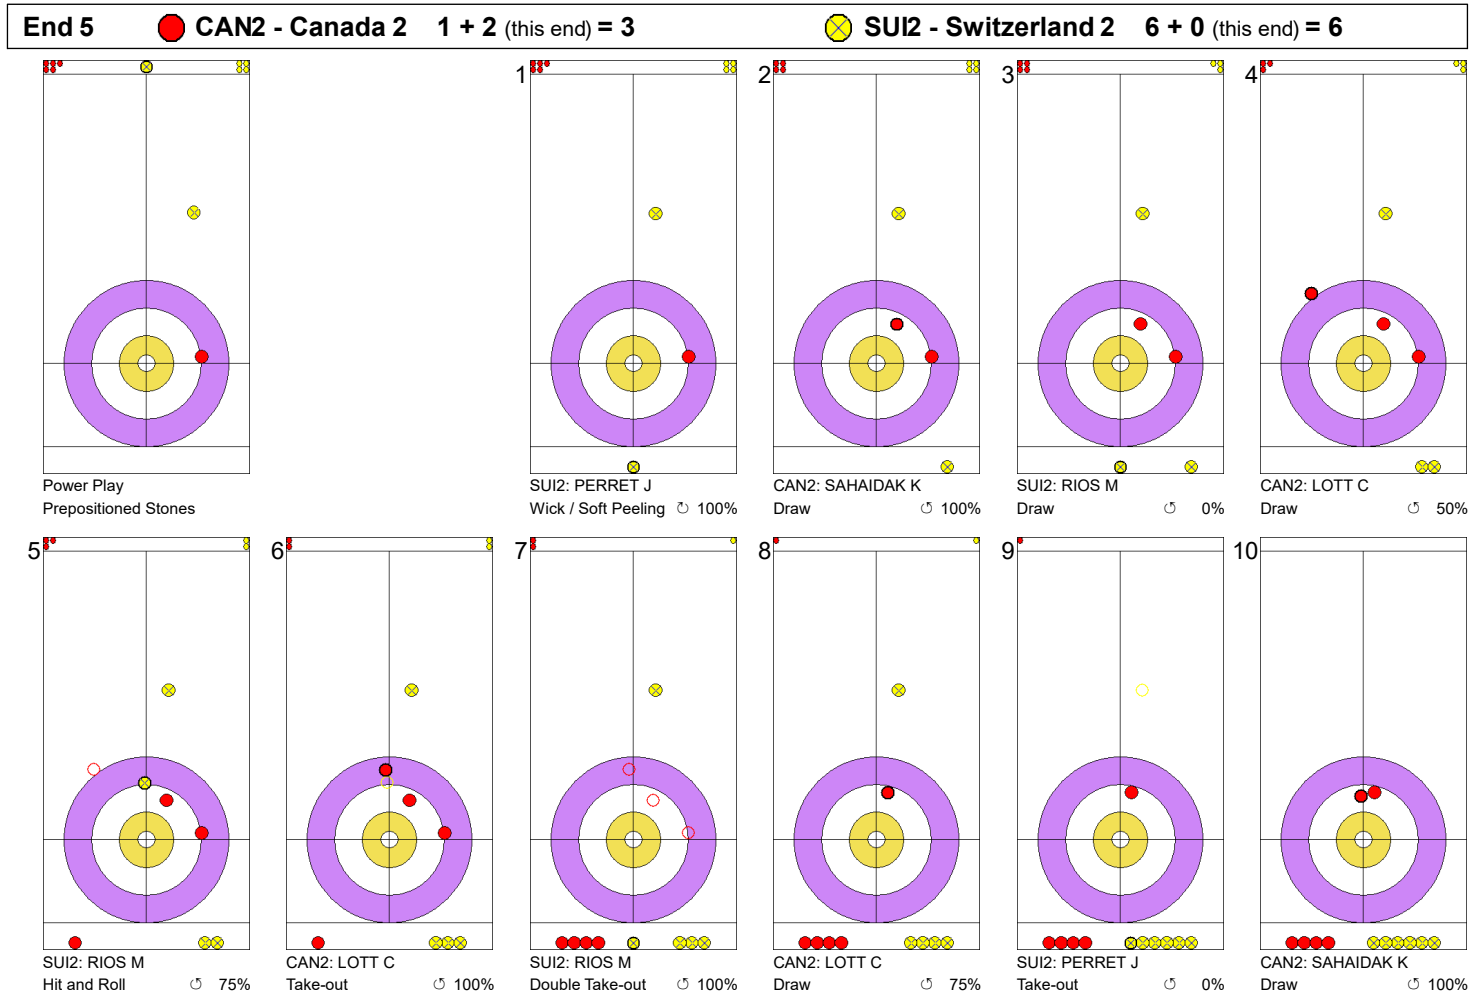 End 5 CAN2 - Canada 2 1 + 2 (this end) = 3 SUI2 - Switzerland 2 6 + 0 (this end) = 6
1 2 3 4
Power Play SUI2: PERRET J CAN2: SAHAIDAK K SUI2: RIOS M CAN2: LOTT C
Prepositioned Stones Wick / Soft Peeling ↻ 100% Draw ↺ 100% Draw ↺ 0% Draw ↺ 50%
5 6 7 8 9 10
SUI2: RIOS M CAN2: LOTT C SUI2: RIOS M CAN2: LOTT C SUI2: PERRET J CAN2: SAHAIDAK K
Hit and Roll ↺ 75% Take-out ↺ 100% Double Take-out ↺ 100% Draw ↺ 75% Take-out ↺ 0% Draw ↺ 100%